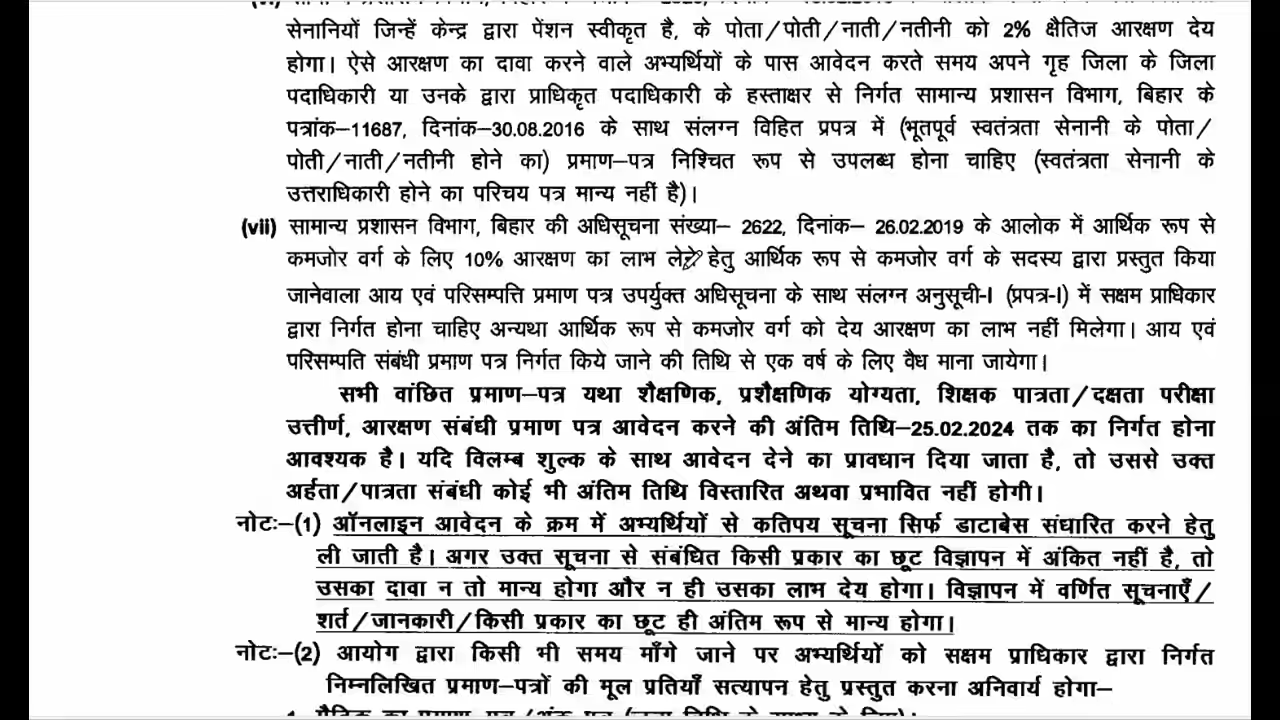 सेनानियों जिन्हें केन्द्र द्वारा पेंशन स्वीकृत है, के पोता/पोती/नाती/नतीनी को 2% क्षैतिज आरक्षण देय
होगा। ऐसे आरक्षण का दावा करने वाले अभ्यर्थियों के पास आवेदन करते समय अपने गृह जिला के जिला
पदाधिकारी या उनके द्वारा प्राधिकृत पदाधिकारी के हस्ताक्षर से निर्गत सामान्य प्रशासन विभाग, बिहार के
पत्रांक–11687, दिनांक–30.08.2016 के साथ संलग्न विहित प्रपत्र में (भूतपूर्व स्वतंत्रता सेनानी के पोता/
पोती/नाती/नतीनी होने का) प्रमाण–पत्र निश्चित रूप से उपलब्ध होना चाहिए (स्वतंत्रता सेनानी के
उत्तराधिकारी होने का परिचय पत्र मान्य नहीं है)।
(vii) सामान्य प्रशासन विभाग, बिहार की अधिसूचना संख्या– 2622, दिनांक– 26.02.2019 के आलोक में आर्थिक रूप से
कमजोर वर्ग के लिए 10% आरक्षण का लाभ लेने हेतु आर्थिक रूप से कमजोर वर्ग के सदस्य द्वारा प्रस्तुत किया
जानेवाला आय एवं परिसम्पत्ति प्रमाण पत्र उपर्युक्त अधिसूचना के साथ संलग्न अनुसूची-I (प्रपत्र-I) में सक्षम प्राधिकार
द्वारा निर्गत होना चाहिए अन्यथा आर्थिक रूप से कमजोर वर्ग को देय आरक्षण का लाभ नहीं मिलेगा। आय एवं
परिसम्पति संबंधी प्रमाण पत्र निर्गत किये जाने की तिथि से एक वर्ष के लिए वैध माना जायेगा।
सभी वांछित प्रमाण–पत्र यथा शैक्षणिक, प्रशैक्षणिक योग्यता, शिक्षक पात्रता/दक्षता परीक्षा
उत्तीर्ण, आरक्षण संबंधी प्रमाण पत्र आवेदन करने की अंतिम तिथि–25.02.2024 तक का निर्गत होना
आवश्यक है। यदि विलम्ब शुल्क के साथ आवेदन देने का प्रावधान दिया जाता है, तो उससे उक्त
अर्हता/पात्रता संबंधी कोई भी अंतिम तिथि विस्तारित अथवा प्रभावित नहीं होगी।
नोटः–(1) ऑनलाइन आवेदन के क्रम में अभ्यर्थियों से कतिपय सूचना सिर्फ डाटाबेस संधारित करने हेतु
ली जाती है। अगर उक्त सूचना से संबंधित किसी प्रकार का छूट विज्ञापन में अंकित नहीं है, तो
उसका दावा न तो मान्य होगा और न ही उसका लाभ देय होगा। विज्ञापन में वर्णित सूचनाएँ/
शर्त/जानकारी/किसी प्रकार का छूट ही अंतिम रूप से मान्य होगा।
नोटः–(2) आयोग द्वारा किसी भी समय माँगे जाने पर अभ्यर्थियों को सक्षम प्राधिकार द्वारा निर्गत
निम्नलिखित प्रमाण–पत्रों की मूल प्रतियाँ सत्यापन हेतु प्रस्तुत करना अनिवार्य होगा–